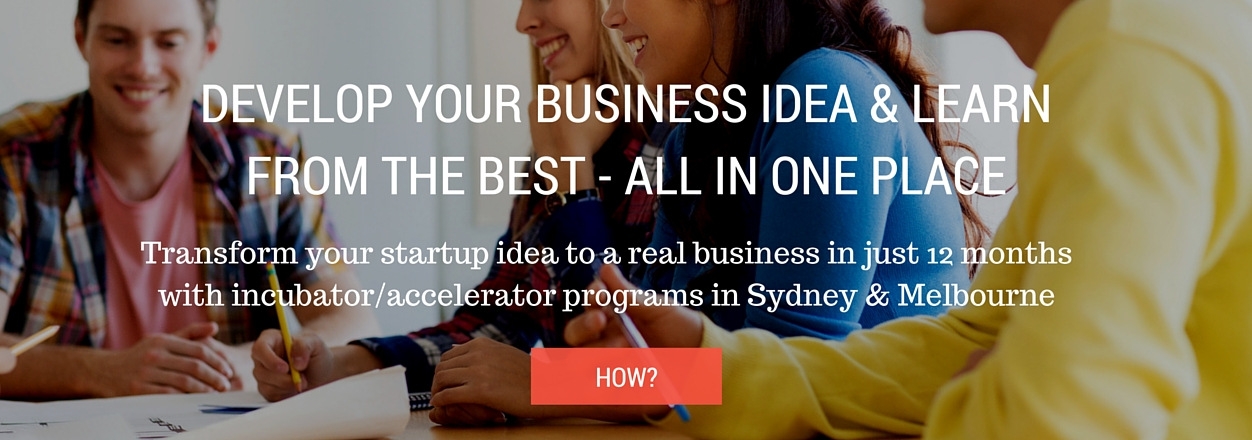 DEVELOP YOUR BUSINESS IDEA & LEARN
FROM THE BEST - ALL IN ONE PLACE
Transform your startup idea to a real business in just 12 months
with incubator/accelerator programs in Sydney & Melbourne
HOW?